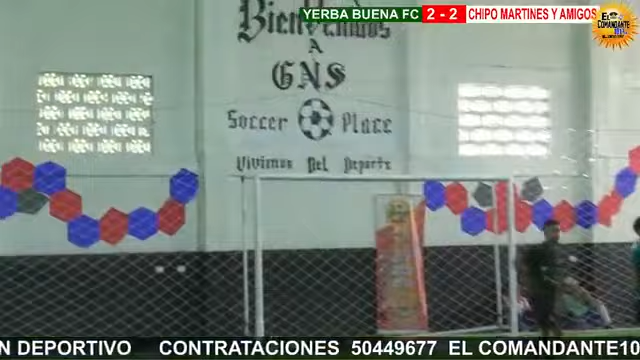 YERBA BUENA FC 2 - 2 CHIPO MARTINES Y AMIGOS
EL
COMANDANTE
Bienvenidos
A
GNS
Soccer Place
Vivimos Del Deporte
N DEPORTIVO CONTRATACIONES 50449677 EL COMANDANTE10